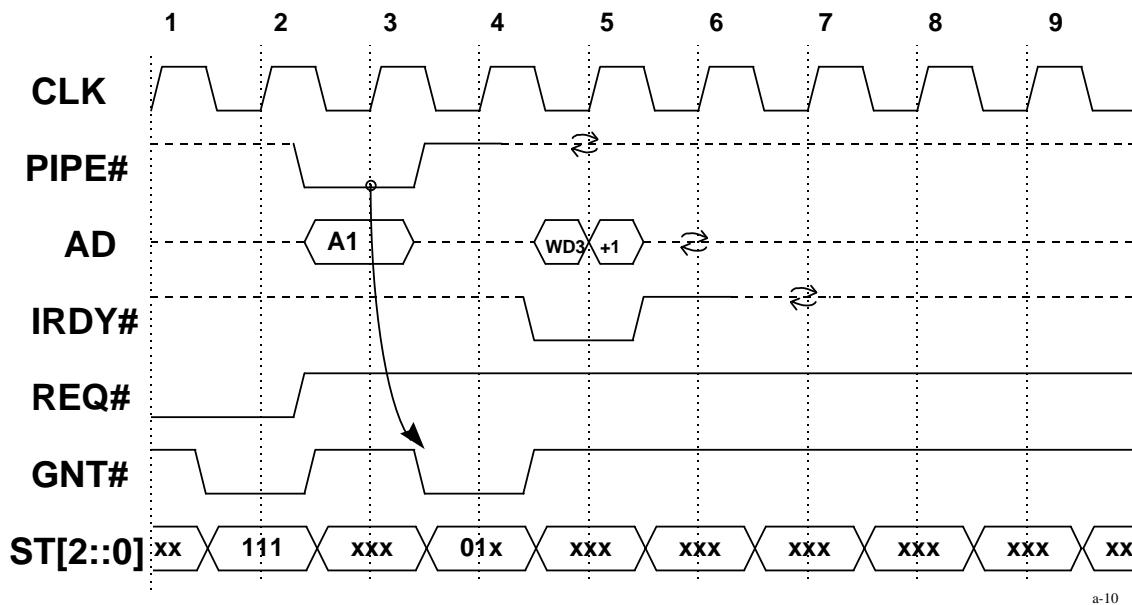 1 2 3 4 5 6 7 8 9
CLK
PIPE#
AD A1 WD3 +1
IRDY#
REQ#
GNT#
ST[2::0] xx 111 xxx 01x xxx xxx xxx xxx xxx xx
a-10